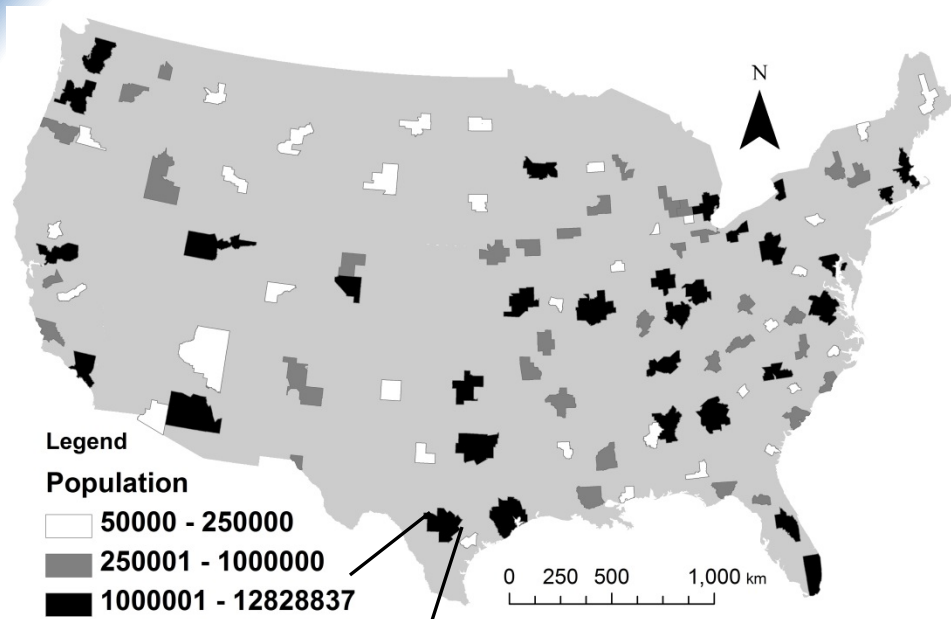 N
Legend
Population
50000 - 250000
250001 - 1000000
1000001 - 12828837
0 250 500 1,000 km